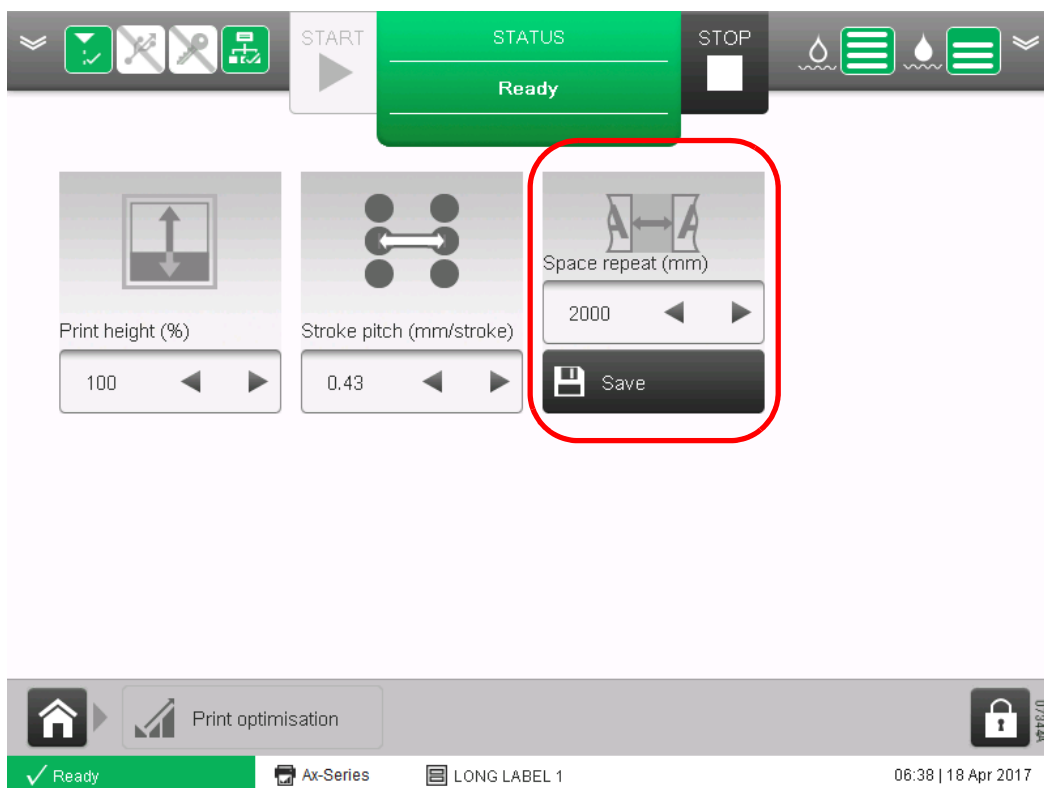 START
STATUS
STOP
Ready
Print height (%)
100
Stroke pitch (mm/stroke)
0.43
Space repeat (mm)
2000
Save
Print optimisation
07344A
Ready
Ax-Series
LONG LABEL 1
06:38 | 18 Apr 2017